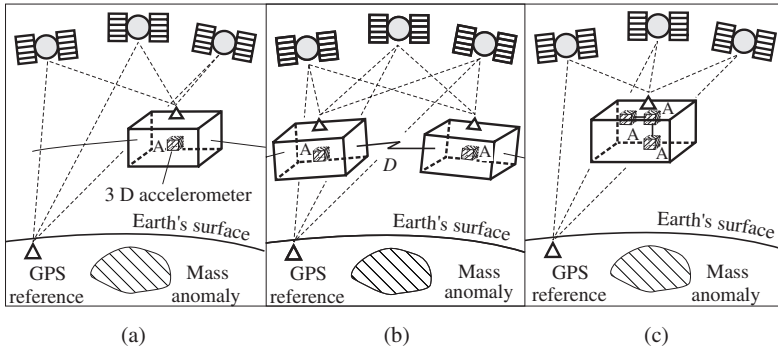 A
3 D accelerometer
Earth's surface
GPS
reference
Mass
anomaly
(a)
A
A
D
Earth's surface
GPS
reference
Mass
anomaly
(b)
A
A
A
Earth's surface
GPS
reference
Mass
anomaly
(c)